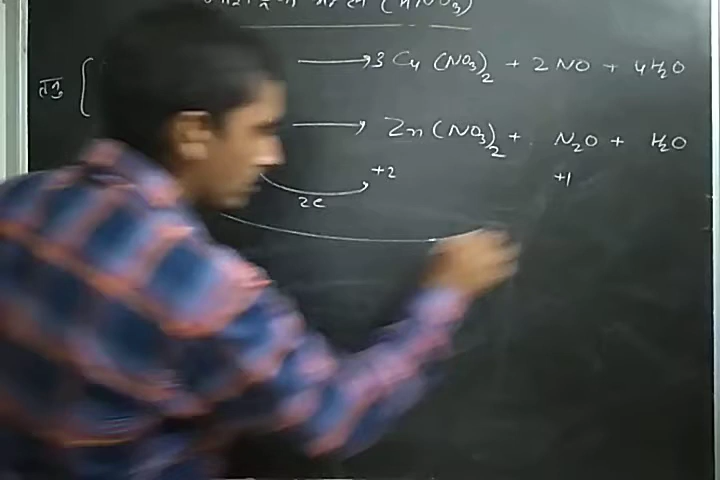 (HNO₃)
तनु { → 3 Cu (NO₃)₂ + 2 NO + 4H₂O
→ Zn (NO₃)₂ + N₂O + H₂O
+2 +1
2e